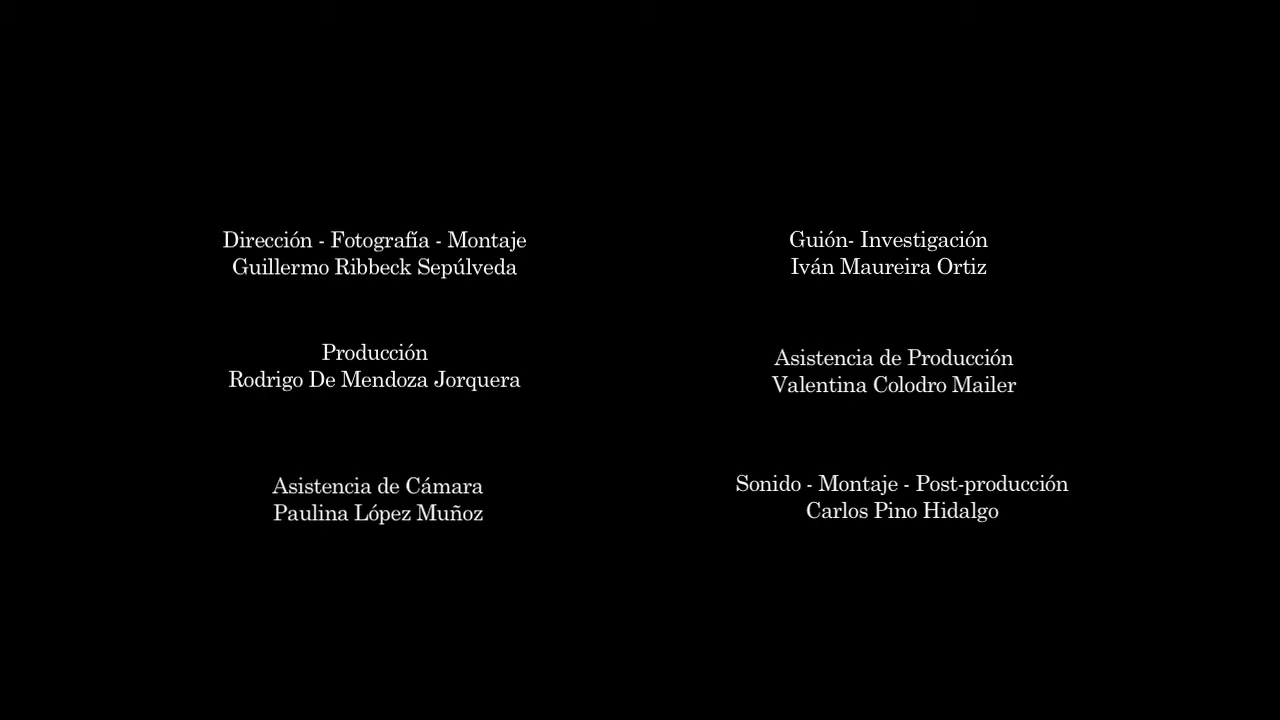 Dirección - Fotografía - Montaje
Guillermo Ribbeck Sepúlveda
Guión- Investigación
Iván Maureira Ortiz
Producción
Rodrigo De Mendoza Jorquera
Asistencia de Producción
Valentina Colodro Mailer
Asistencia de Cámara
Paulina López Muñoz
Sonido - Montaje - Post-producción
Carlos Pino Hidalgo